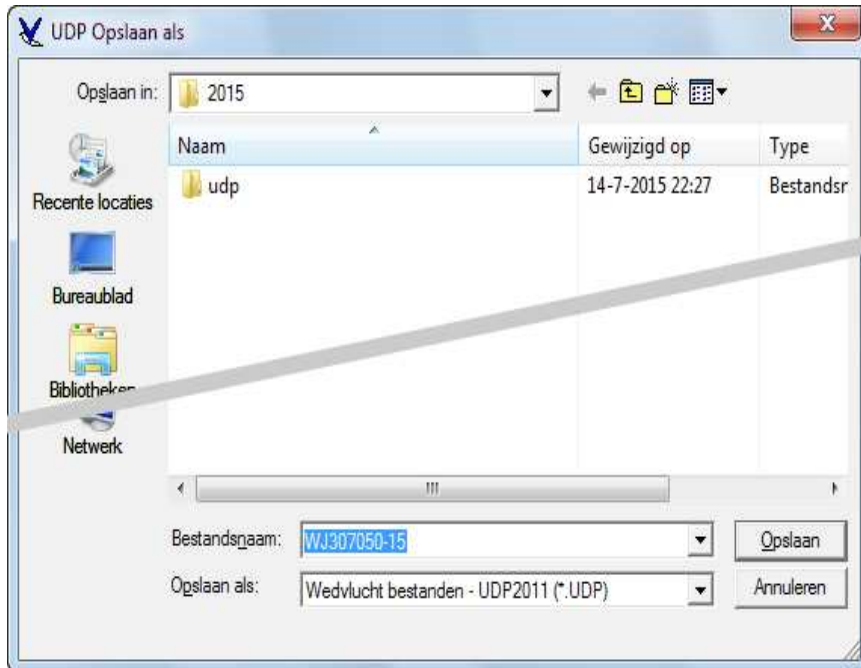 UDP Opslaan als
Opslaan in:
2015
Naam
Gewijzigd op
Type
udp
14-7-2015 22:27
Bestandsr
Recente locaties
Bureaublad
Bibliotheken
Netwerk
Bestandsnaam:
WJ307050-15
Opslaan
Opslaan als:
Wedvlucht bestanden - UDP2011 (*.UDP)
Annuleren